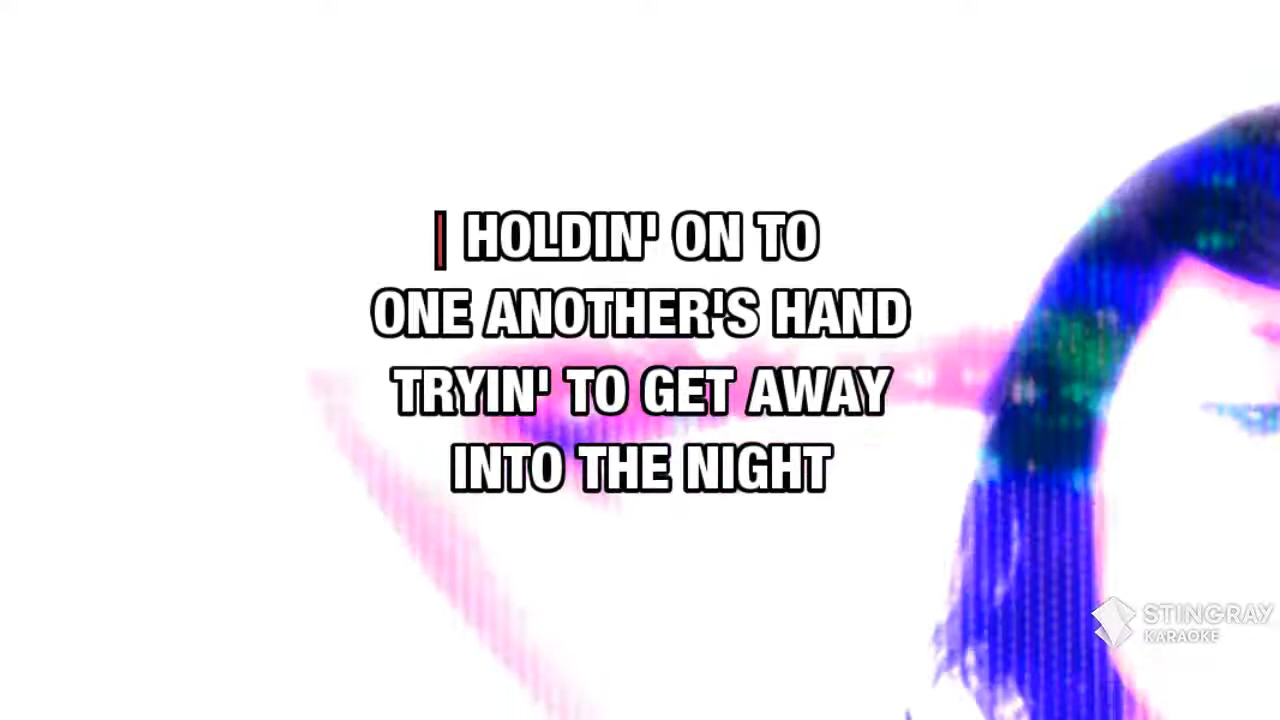 HOLDIN' ON TO
ONE ANOTHER'S HAND
TRYIN' TO GET AWAY
INTO THE NIGHT
STINGRAY
KARAOKE